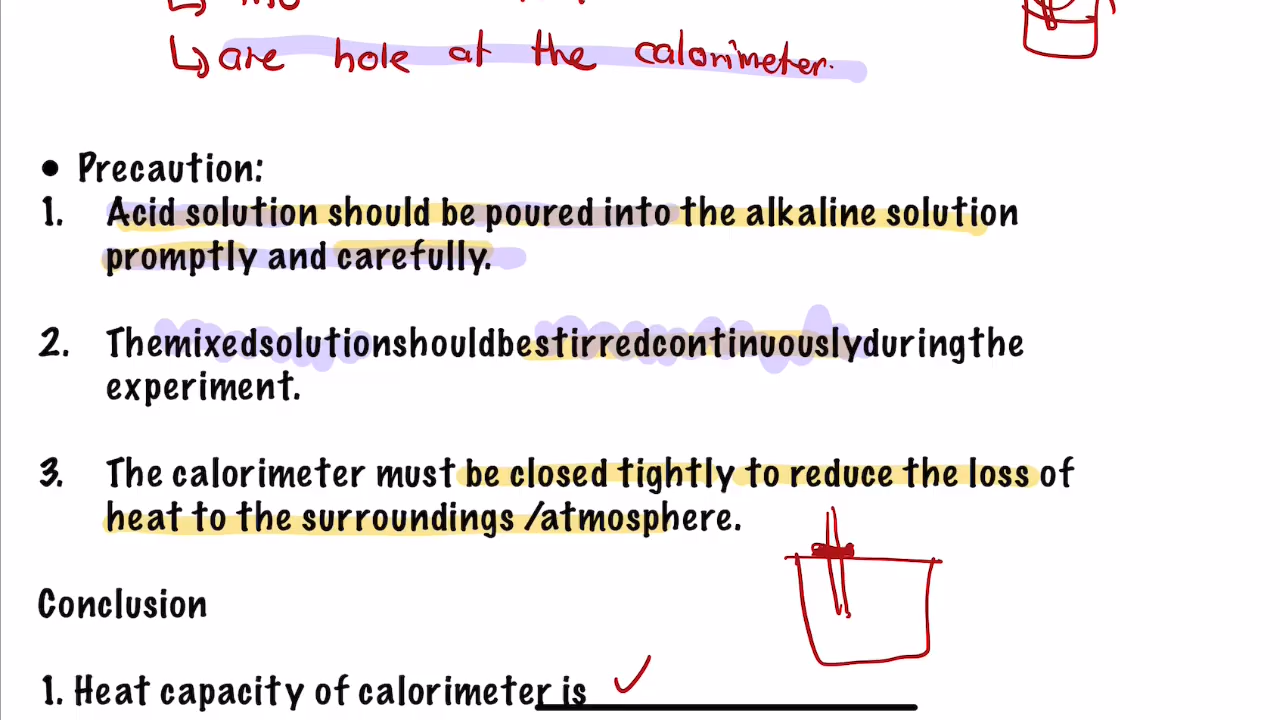 ↳ are hole at the calorimeter.
• Precaution:
1. Acid solution should be poured into the alkaline solution
promptly and carefully.
2. Themixedsolutionshouldbestirredcontinuouslyduringthe
experiment.
3. The calorimeter must be closed tightly to reduce the loss of
heat to the surroundings /atmosphere.
Conclusion
1. Heat capacity of calorimeter is